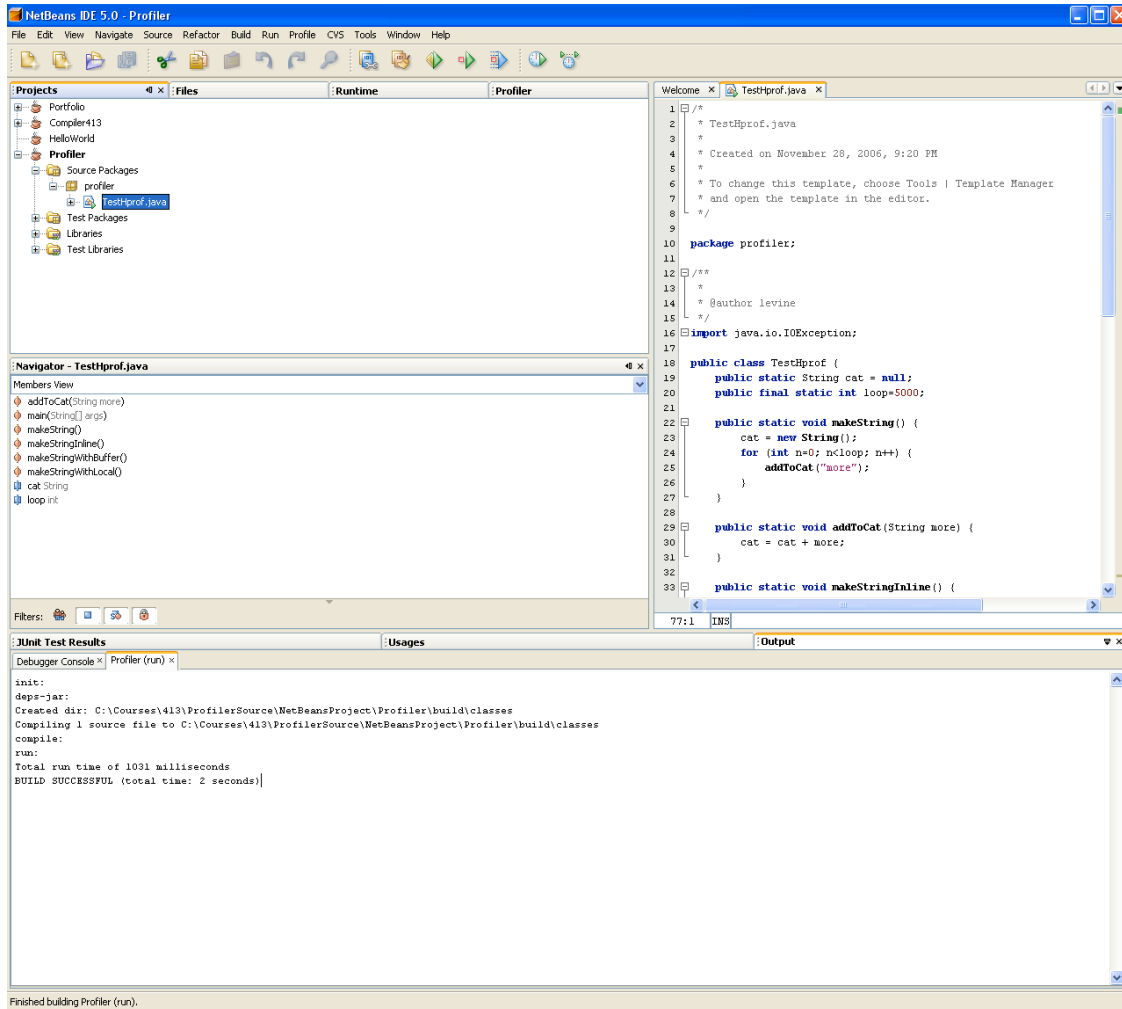 NetBeans IDE 5.0 - Profiler
File Edit View Navigate Source Refactor Build Run Profile CVS Tools Window Help
Projects Files Runtime Profiler
Portfolio
Compiler413
HelloWorld
Profiler
Source Packages
profiler
TestHprof.java
Test Packages
Libraries
Test Libraries
Navigator - TestHprof.java
Members View
addToCat(String more)
main(String[] args)
makeString()
makeStringInline()
makeStringWithBuffer()
makeStringWithLocal()
cat String
loop int
Filters:
Welcome TestHprof.java
1 /*
2 * TestHprof.java
3 *
4 * Created on November 28, 2006, 9:20 PM
5 *
6 * To change this template, choose Tools | Template Manager
7 * and open the template in the editor.
8 */
9
10 package profiler;
11
12 /**
13 *
14 * @author levine
15 */
16 import java.io.IOException;
17
18 public class TestHprof {
19 public static String cat = null;
20 public final static int loop=5000;
21
22 public static void makeString() {
23 cat = new String();
24 for (int n=0; n<loop; n++) {
25 addToCat("more");
26 }
27 }
28
29 public static void addToCat(String more) {
30 cat = cat + more;
31 }
32
33 public static void makeStringInline() {
77:1 INS
JUnit Test Results Usages Output
Debugger Console Profiler (run)
init:
deps-jar:
Created dir: C:\Courses\413\ProfilerSource\NetBeansProject\Profiler\build\classes
Compiling 1 source file to C:\Courses\413\ProfilerSource\NetBeansProject\Profiler\build\classes
compile:
run:
Total run time of 1031 milliseconds
BUILD SUCCESSFUL (total time: 2 seconds)
Finished building Profiler (run).